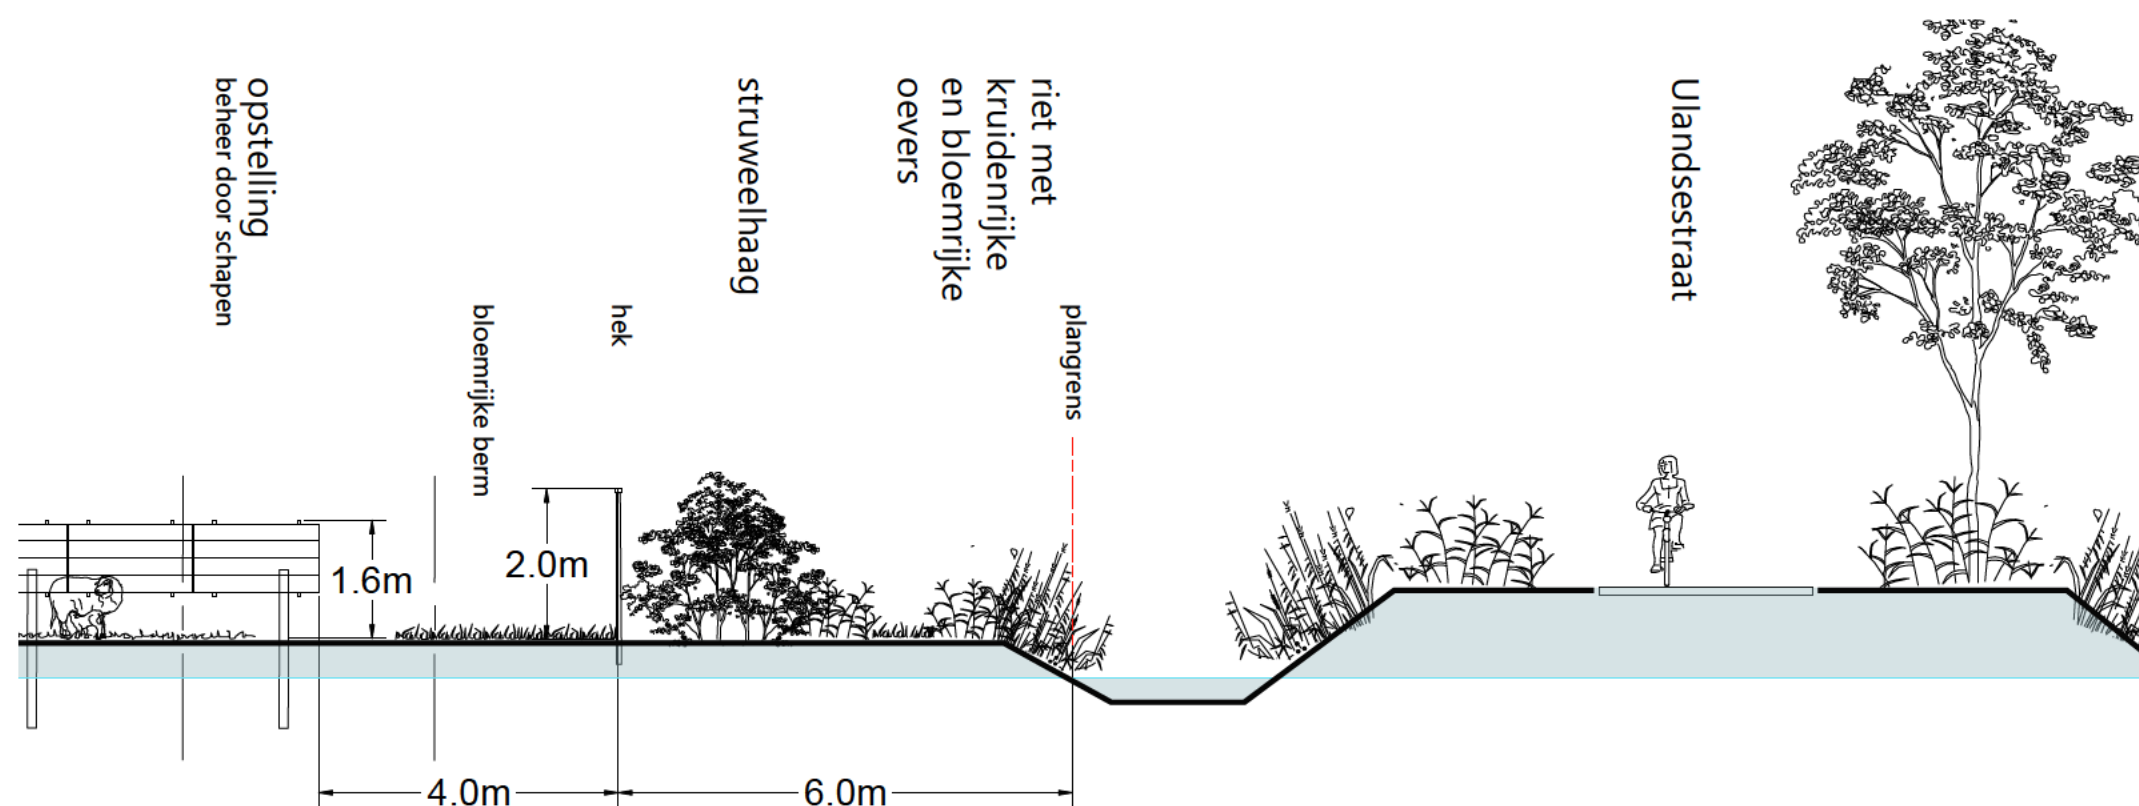 opstelling
beheer door schapen
bloemrijke berm
hek
struweelhaag
riet met
kruidenrijke
en bloemrijke
oevers
plangrens
Ulandsestraat
1.6m
2.0m
4.0m
6.0m